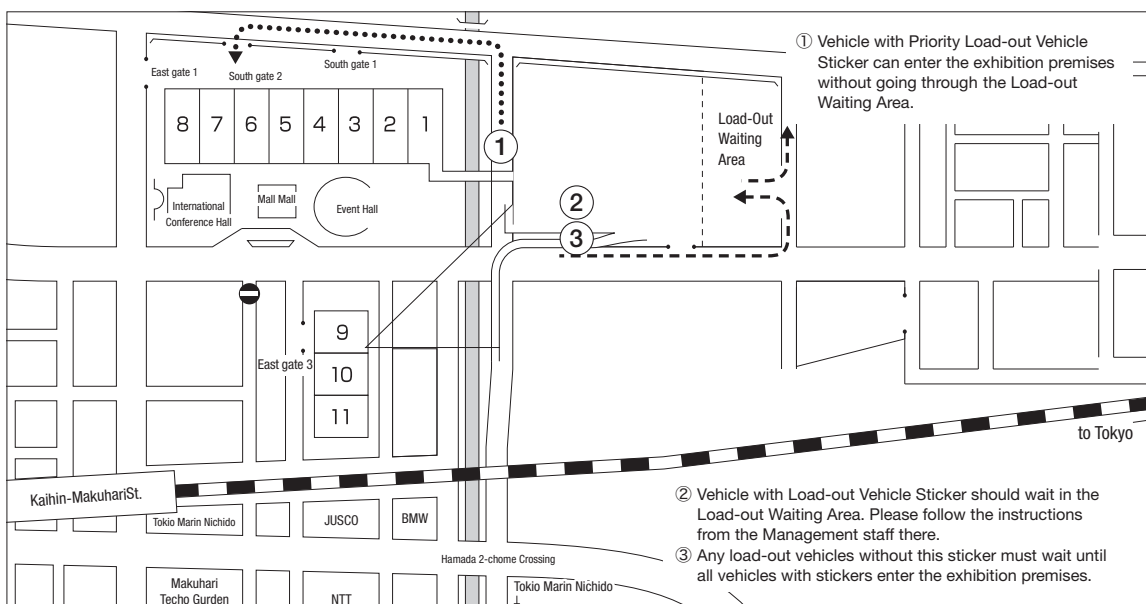 ① Vehicle with Priority Load-out Vehicle
Sticker can enter the exhibition premises
without going through the Load-out
Waiting Area.
East gate 1
South gate 2
South gate 1
8
7
6
5
4
3
2
1
1
Load-Out
Waiting
Area
International
Conference Hall
Mall Mall
Event Hall
2
3
9
10
11
East gate 3
to Tokyo
Kaihin-MakuhariSt.
Tokio Marin Nichido
JUSCO
BMW
② Vehicle with Load-out Vehicle Sticker should wait in the
Load-out Waiting Area. Please follow the instructions
from the Management staff there.
③ Any load-out vehicles without this sticker must wait until
all vehicles with stickers enter the exhibition premises.
Hamada 2-chome Crossing
Makuhari
Techo Gurden
NTT
Tokio Marin Nichido